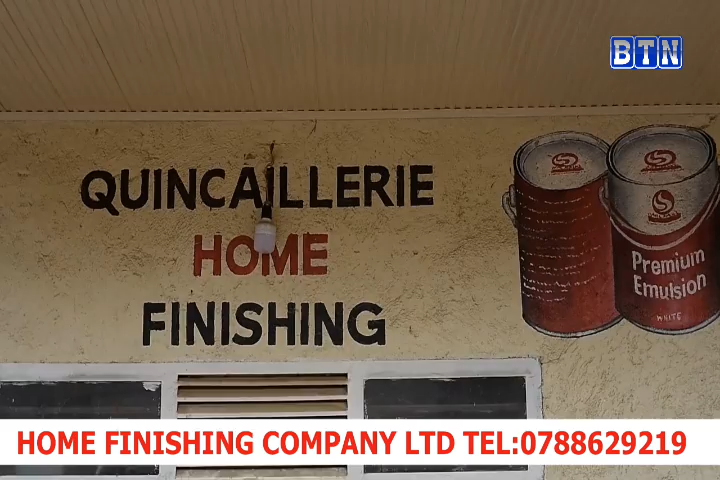 BTN
QUINCAILLERIE
HOME
FINISHING
Premium
Emulsion
WHITE
HOME FINISHING COMPANY LTD TEL:0788629219